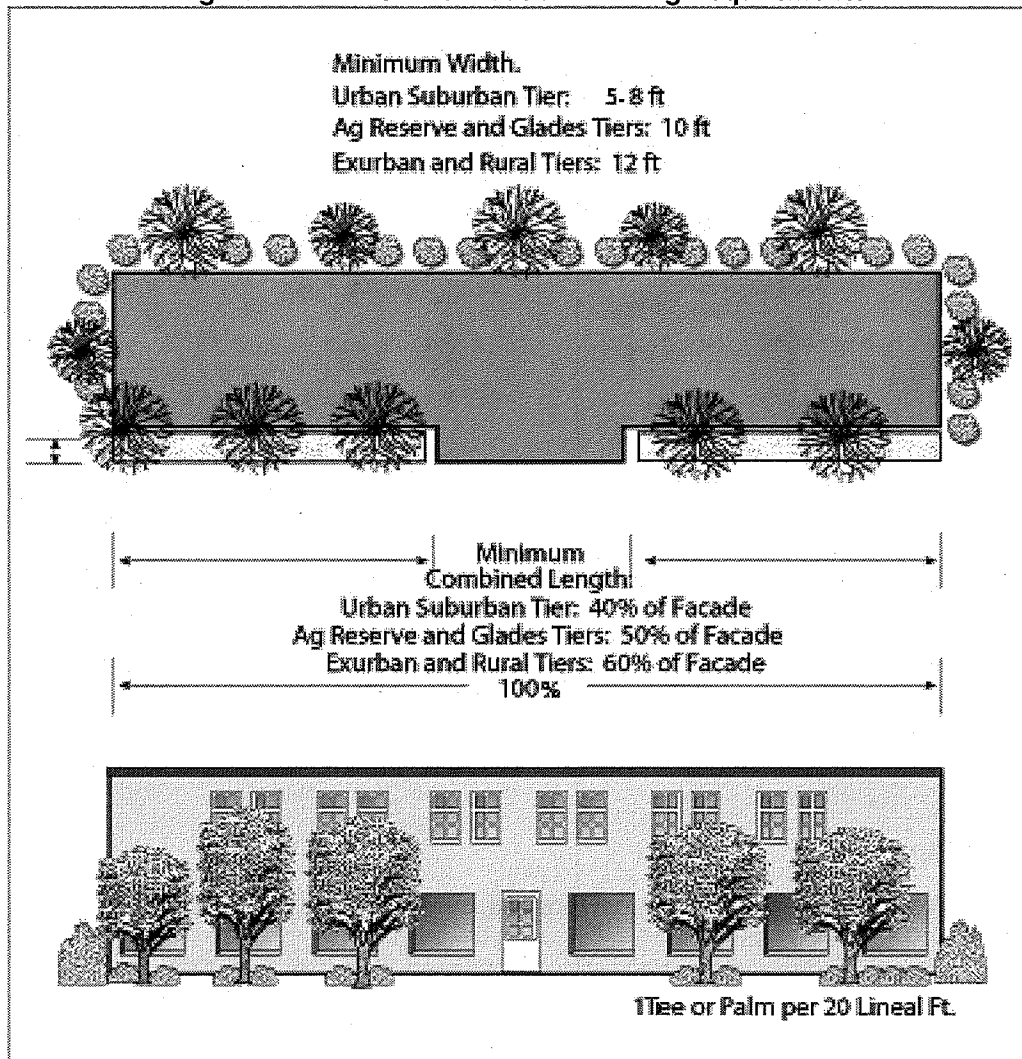 Minimum Width.
Urban Suburban Tier: 5-8 ft
Ag Reserve and Glades Tiers: 10 ft
Exurban and Rural Tiers: 12 ft
Minimum
Combined Length:
Urban Suburban Tier: 40% of Facade
Ag Reserve and Glades Tiers: 50% of Facade
Exurban and Rural Tiers: 60% of Facade
100%
1 Tree or Palm per 20 Lineal Ft.